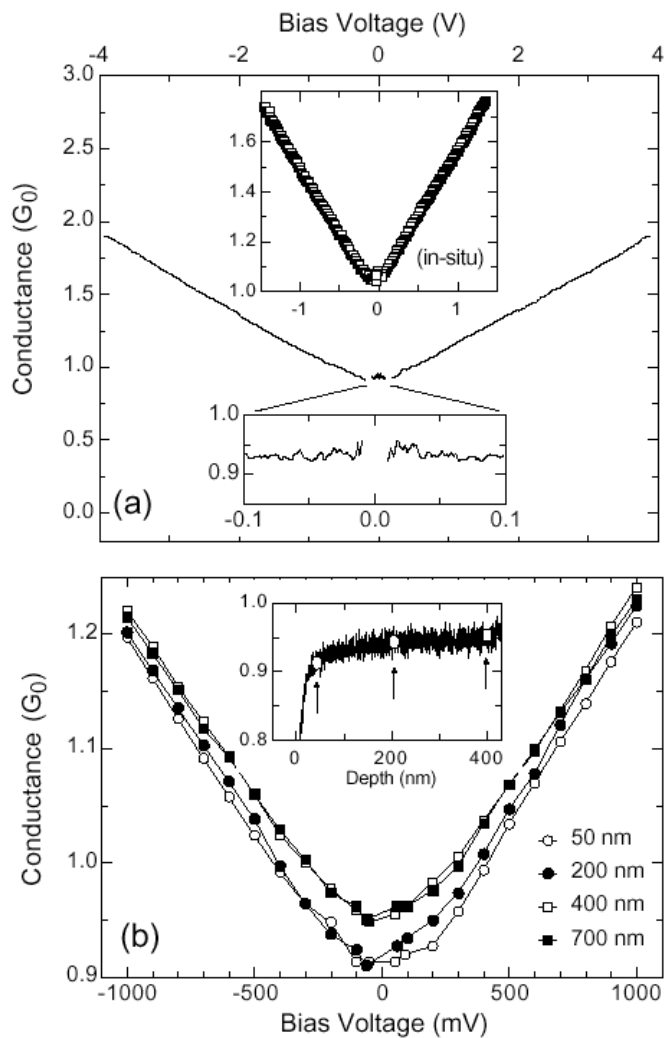 Bias Voltage (V)
-4 -2 0 2 4
3.0
2.5
2.0
1.5
1.0
0.5
0.0
Conductance (G0)
1.6
1.4
1.2
1.0
(in-situ)
-1 0 1
1.0
0.9
-0.1 0.0 0.1
(a)
1.2
1.1
1.0
0.9
Conductance (G0)
1.0
0.9
0.8
0 200 400
Depth (nm)
50 nm
200 nm
400 nm
700 nm
(b)
-1000 -500 0 500 1000
Bias Voltage (mV)